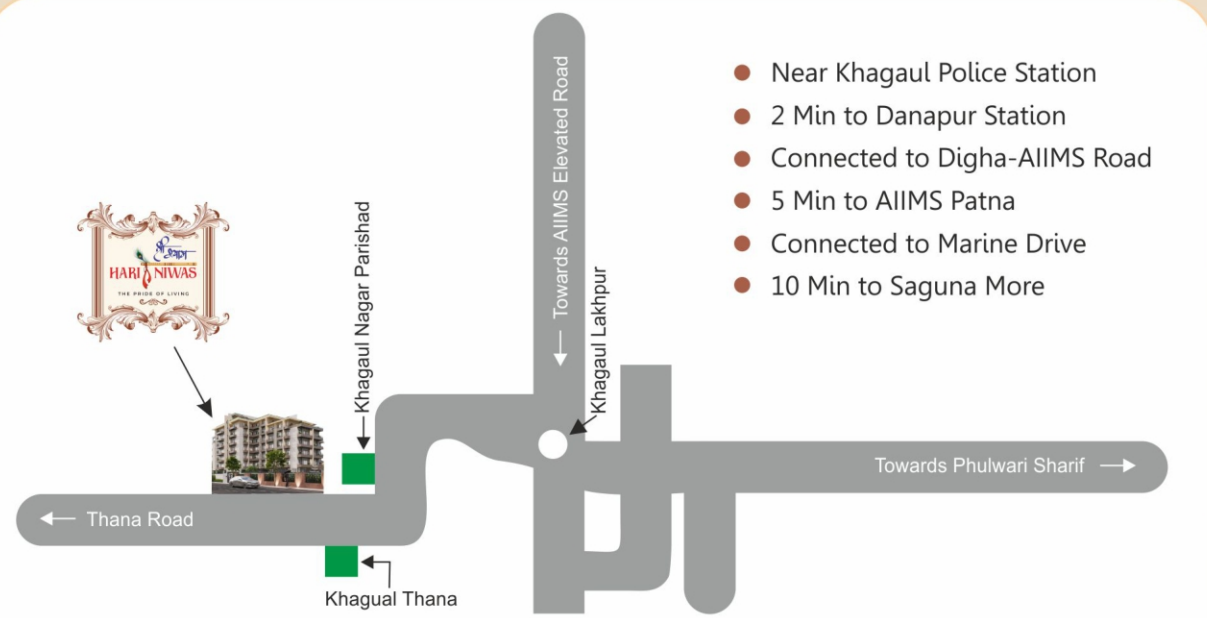 Near Khagaul Police Station
2 Min to Danapur Station
Connected to Digha-AIIMS Road
5 Min to AIIMS Patna
Connected to Marine Drive
10 Min to Saguna More
Towards AIIMS Elevated Road
Khagaul Lakhpur
Khagaul Nagar Parishad
श्री
HARI NIWAS
THE PRIDE OF LIVING
Towards Phulwari Sharif
Thana Road
Khagual Thana